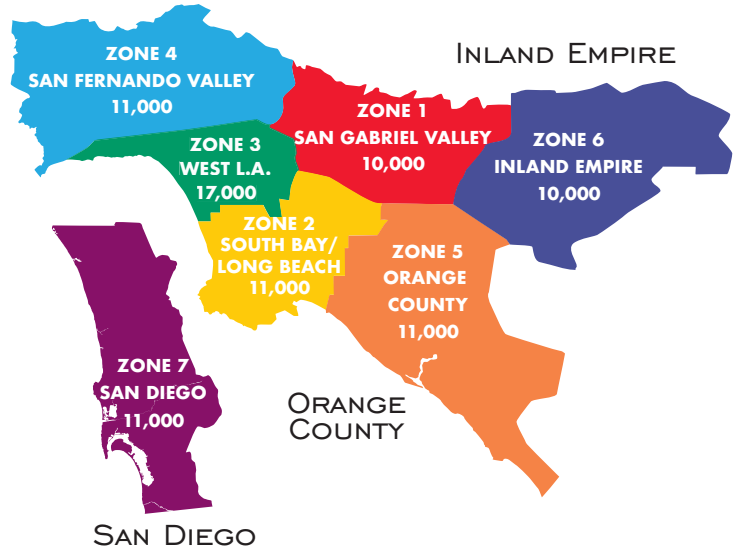 INLAND EMPIRE
ZONE 4
SAN FERNANDO VALLEY
11,000
ZONE 1
SAN GABRIEL VALLEY
10,000
ZONE 6
INLAND EMPIRE
10,000
ZONE 3
WEST L.A.
17,000
ZONE 2
SOUTH BAY/
LONG BEACH
11,000
ZONE 5
ORANGE
COUNTY
11,000
ZONE 7
SAN DIEGO
11,000
ORANGE
COUNTY
SAN DIEGO